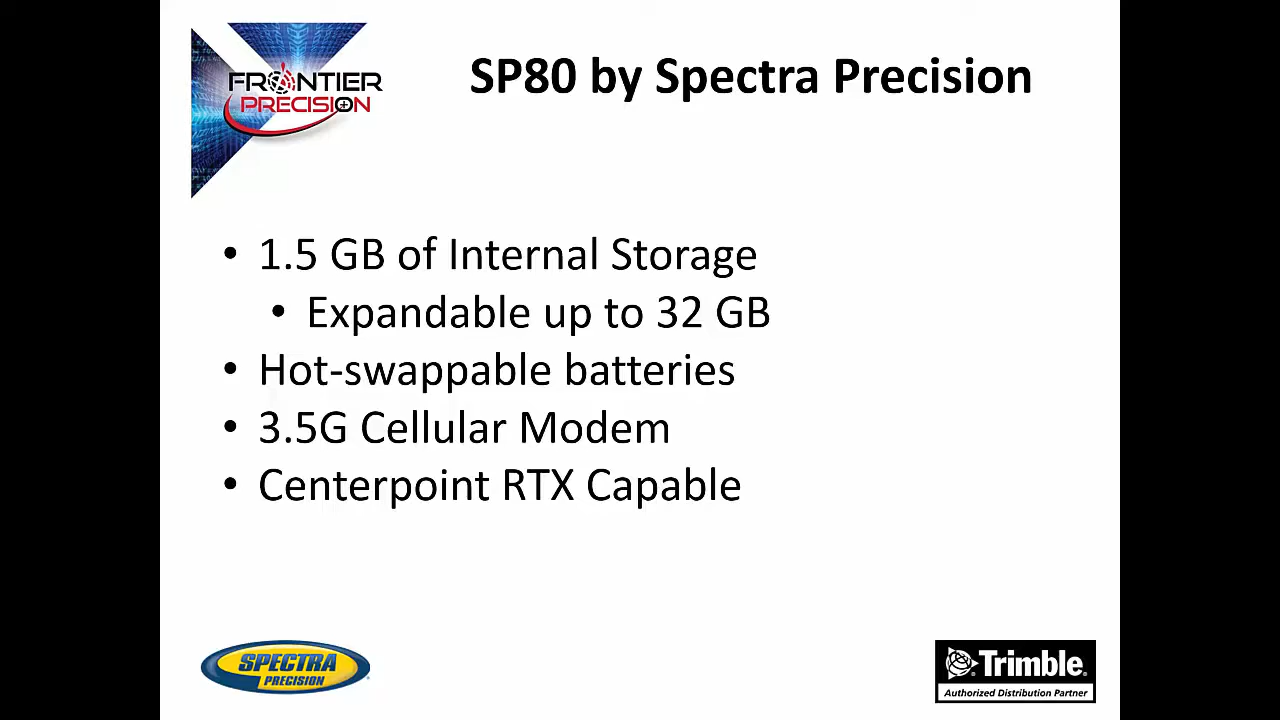 FRONTIER
PRECISION
SP80 by Spectra Precision
• 1.5 GB of Internal Storage
• Expandable up to 32 GB
• Hot-swappable batteries
• 3.5G Cellular Modem
• Centerpoint RTX Capable
SPECTRA
PRECISION
Trimble.
Authorized Distribution Partner